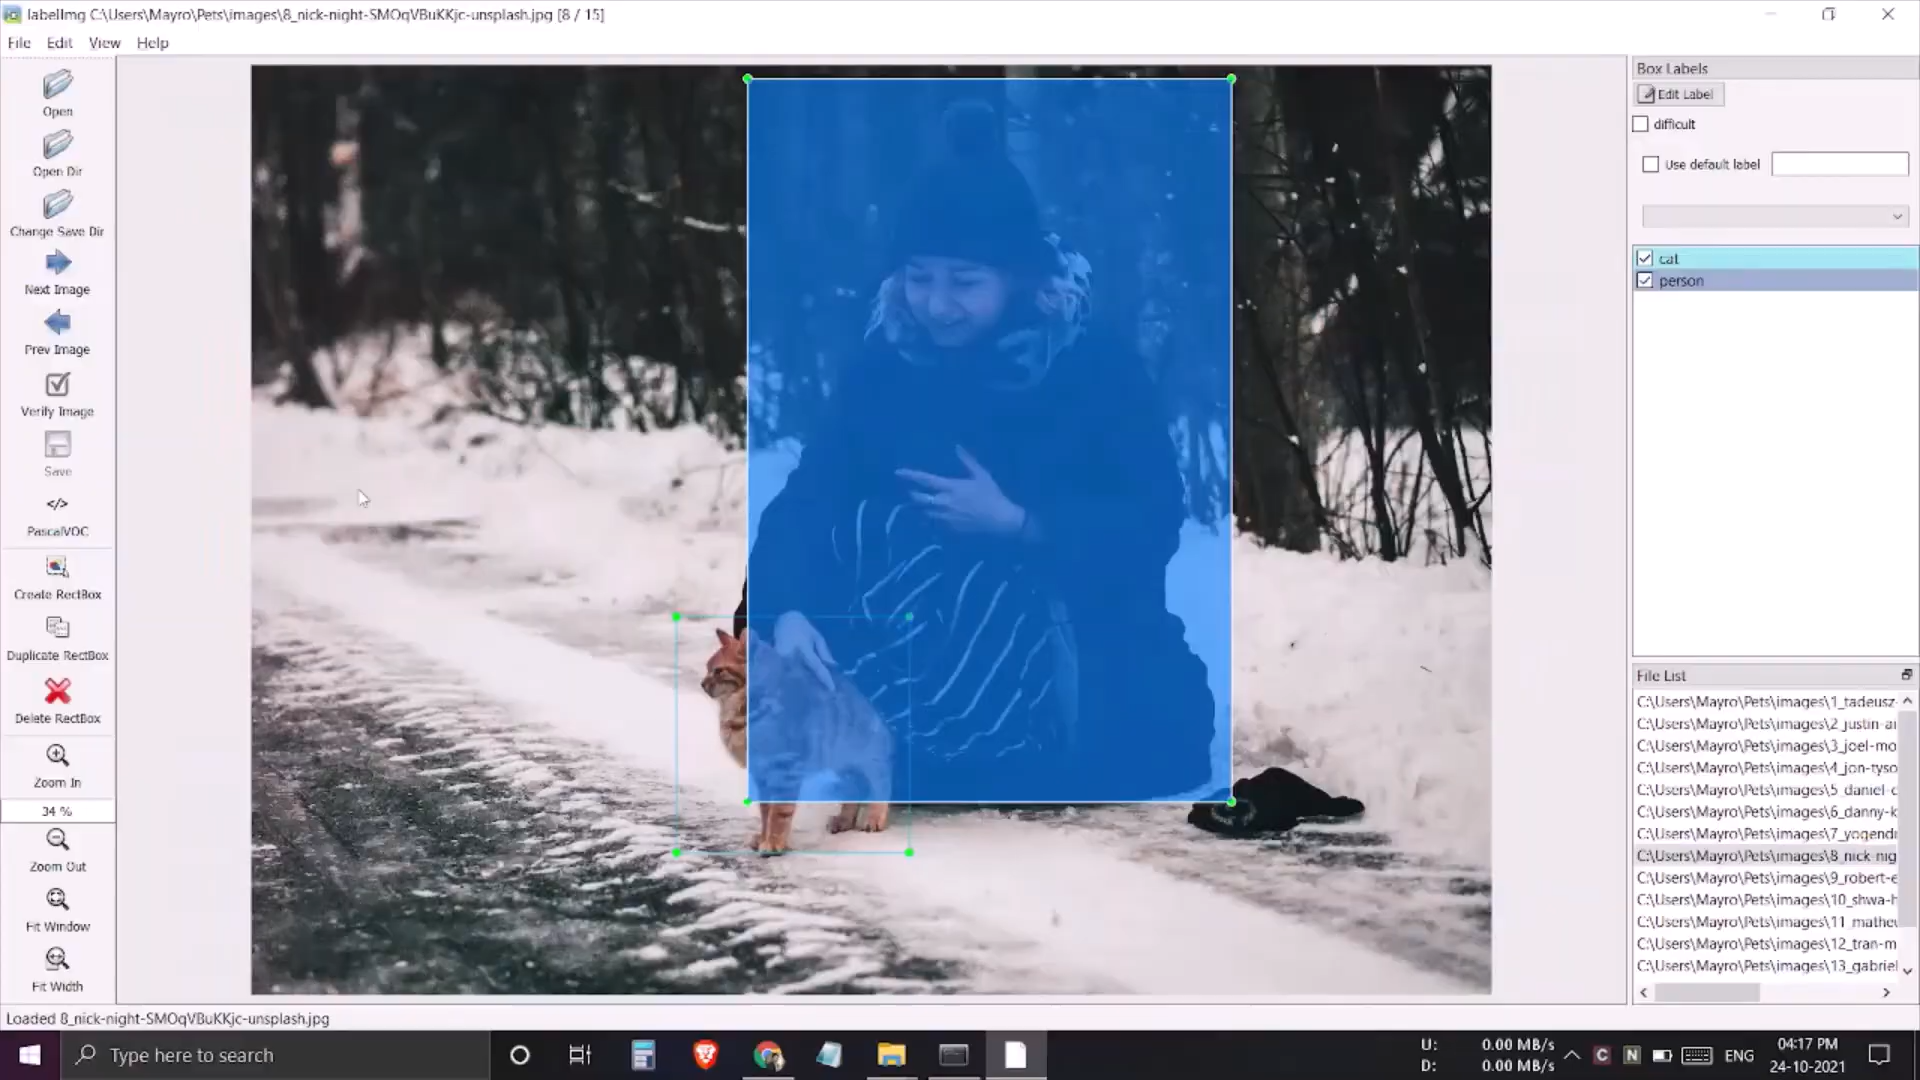 labelImg C:\Users\Mayro\Pets\images\8_nick-night-SMOqVBuKKjc-unsplash.jpg [8 / 15]
File Edit View Help
Open
Open Dir
Change Save Dir
Next Image
Prev Image
Verify Image
Save
</>
PascalVOC
Create RectBox
Duplicate RectBox
Delete RectBox
Zoom In
34 %
Zoom Out
Fit Window
Fit Width
Box Labels
Edit Label
difficult
Use default label
cat
person
File List
C:\Users\Mayro\Pets\images\1_tadeusz-
C:\Users\Mayro\Pets\images\2_justin-ai
C:\Users\Mayro\Pets\images\3_joel-mo
C:\Users\Mayro\Pets\images\4_jon-tyso
C:\Users\Mayro\Pets\images\5_daniel-c
C:\Users\Mayro\Pets\images\6_danny-k
C:\Users\Mayro\Pets\images\7_yogendr
C:\Users\Mayro\Pets\images\8_nick-nig
C:\Users\Mayro\Pets\images\9_robert-e
C:\Users\Mayro\Pets\images\10_shwa-h
C:\Users\Mayro\Pets\images\11_mathev
C:\Users\Mayro\Pets\images\12_tran-m
C:\Users\Mayro\Pets\images\13_gabriel
Loaded 8_nick-night-SMOqVBuKKjc-unsplash.jpg
Type here to search
U: 0.00 MB/s
D: 0.00 MB/s
C N ENG
04:17 PM
24-10-2021